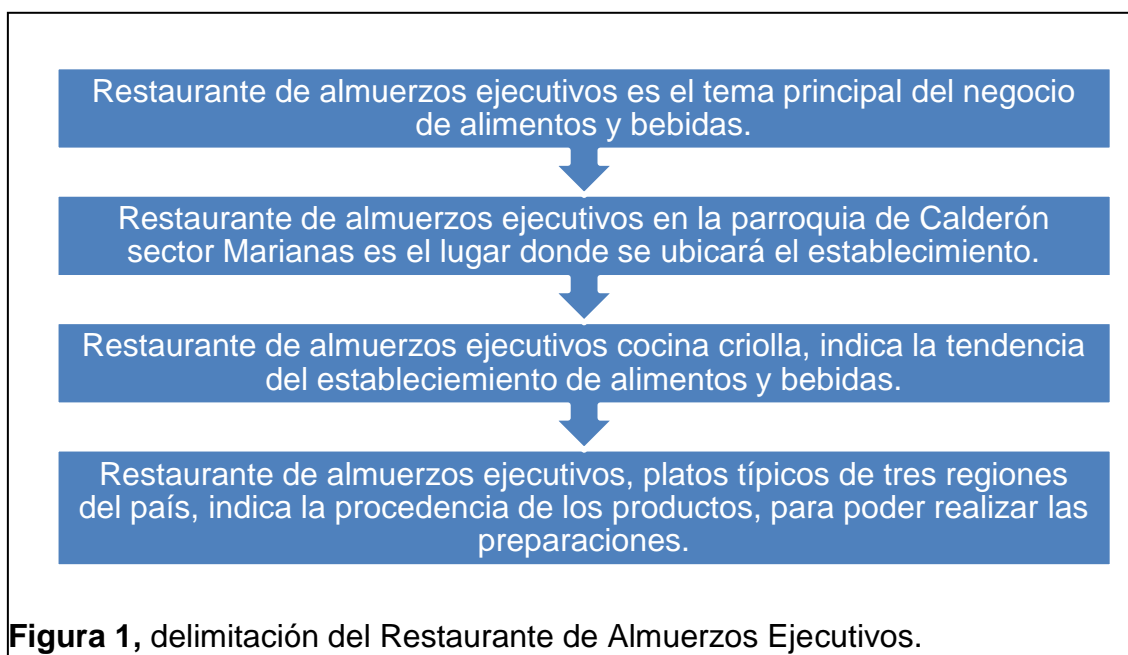 Restaurante de almuerzos ejecutivos es el tema principal del negocio
de alimentos y bebidas.
Restaurante de almuerzos ejecutivos en la parroquia de Calderón
sector Marianas es el lugar donde se ubicará el establecimiento.
Restaurante de almuerzos ejecutivos cocina criolla, indica la tendencia
del estableciemiento de alimentos y bebidas.
Restaurante de almuerzos ejecutivos, platos típicos de tres regiones
del país, indica la procedencia de los productos, para poder realizar las
preparaciones.
Figura 1, delimitación del Restaurante de Almuerzos Ejecutivos.